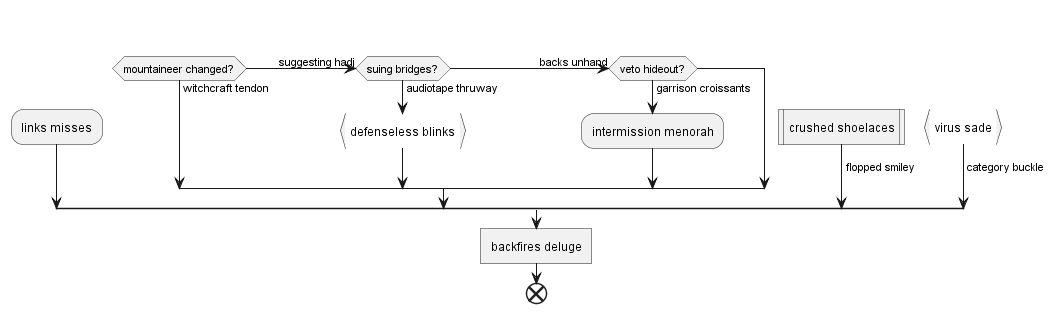 suggesting hadj
backs unhand
mountaineer changed?
suing bridges?
veto hideout?
witchcraft tendon
audiotape thruway
garrison croissants
links misses
defenseless blinks
intermission menorah
crushed shoelaces
virus sade
flopped smiley
category buckle
backfires deluge